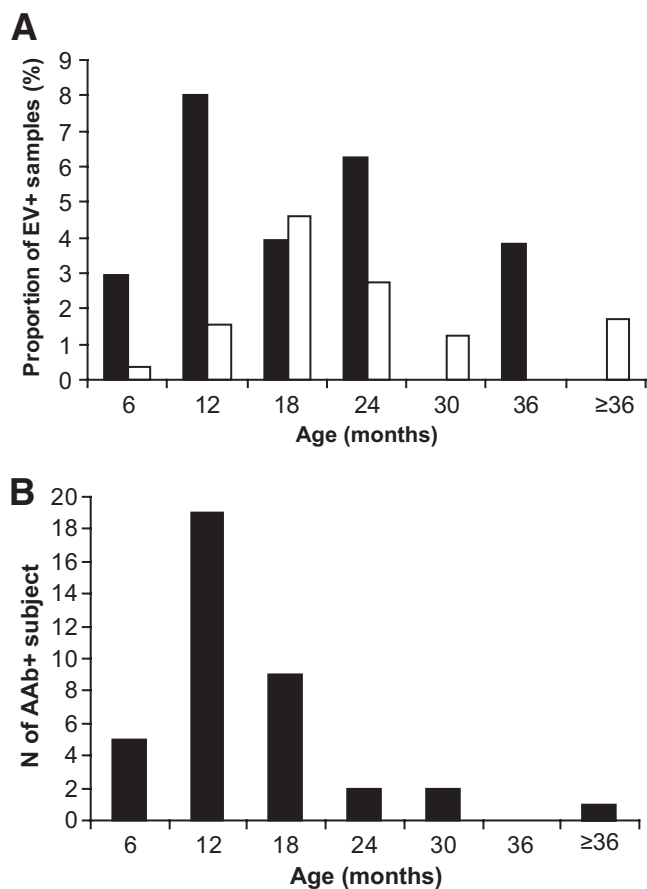 A
Proportion of EV+ samples (%)
9
8
7
6
5
4
3
2
1
0
6 12 18 24 30 36 ≥36
Age (months)
B
N of AAb+ subject
20
18
16
14
12
10
8
6
4
2
0
6 12 18 24 30 36 ≥36
Age (months)